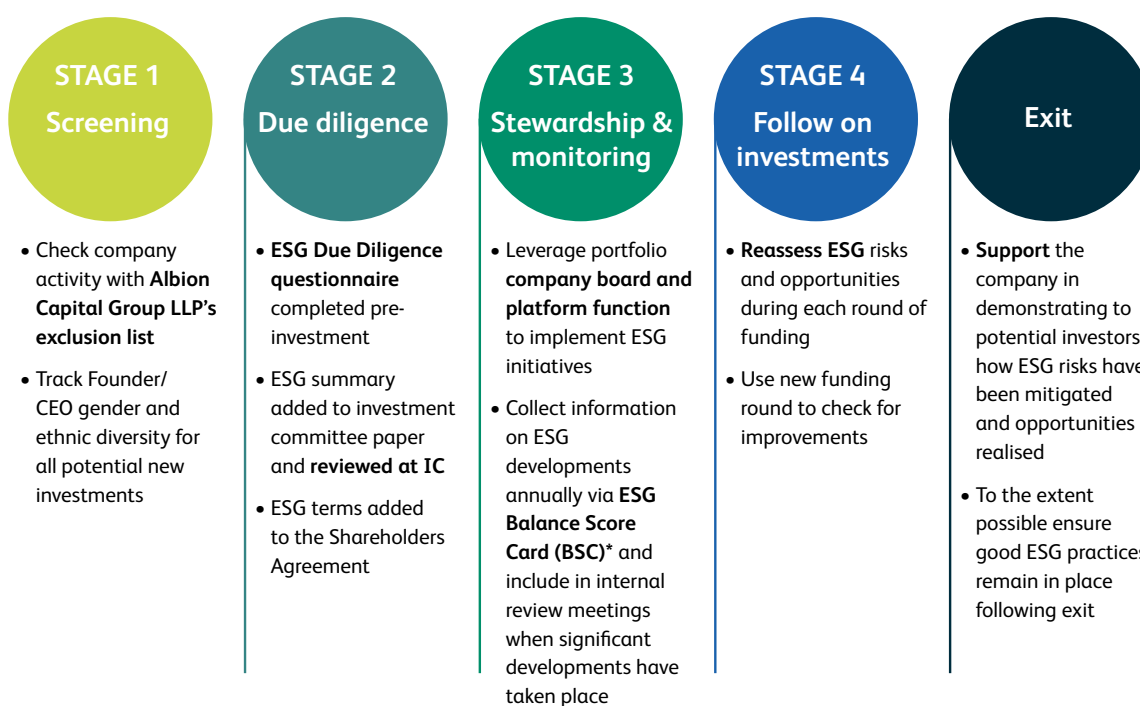 STAGE 1
Screening
• Check company
activity with Albion
Capital Group LLP's
exclusion list
• Track Founder/
CEO gender and
ethnic diversity for
all potential new
investments
STAGE 2
Due diligence
• ESG Due Diligence
questionnaire
completed pre-
investment
• ESG summary
added to investment
committee paper
and reviewed at IC
• ESG terms added
to the Shareholders
Agreement
STAGE 3
Stewardship &
monitoring
• Leverage portfolio
company board and
platform function
to implement ESG
initiatives
• Collect information
on ESG
developments
annually via ESG
Balance Score
Card (BSC)* and
include in internal
review meetings
when significant
developments have
taken place
STAGE 4
Follow on
investments
• Reassess ESG risks
and opportunities
during each round of
funding
• Use new funding
round to check for
improvements
Exit
• Support the
company in
demonstrating to
potential investors
how ESG risks have
been mitigated
and opportunities
realised
• To the extent
possible ensure
good ESG practices
remain in place
following exit